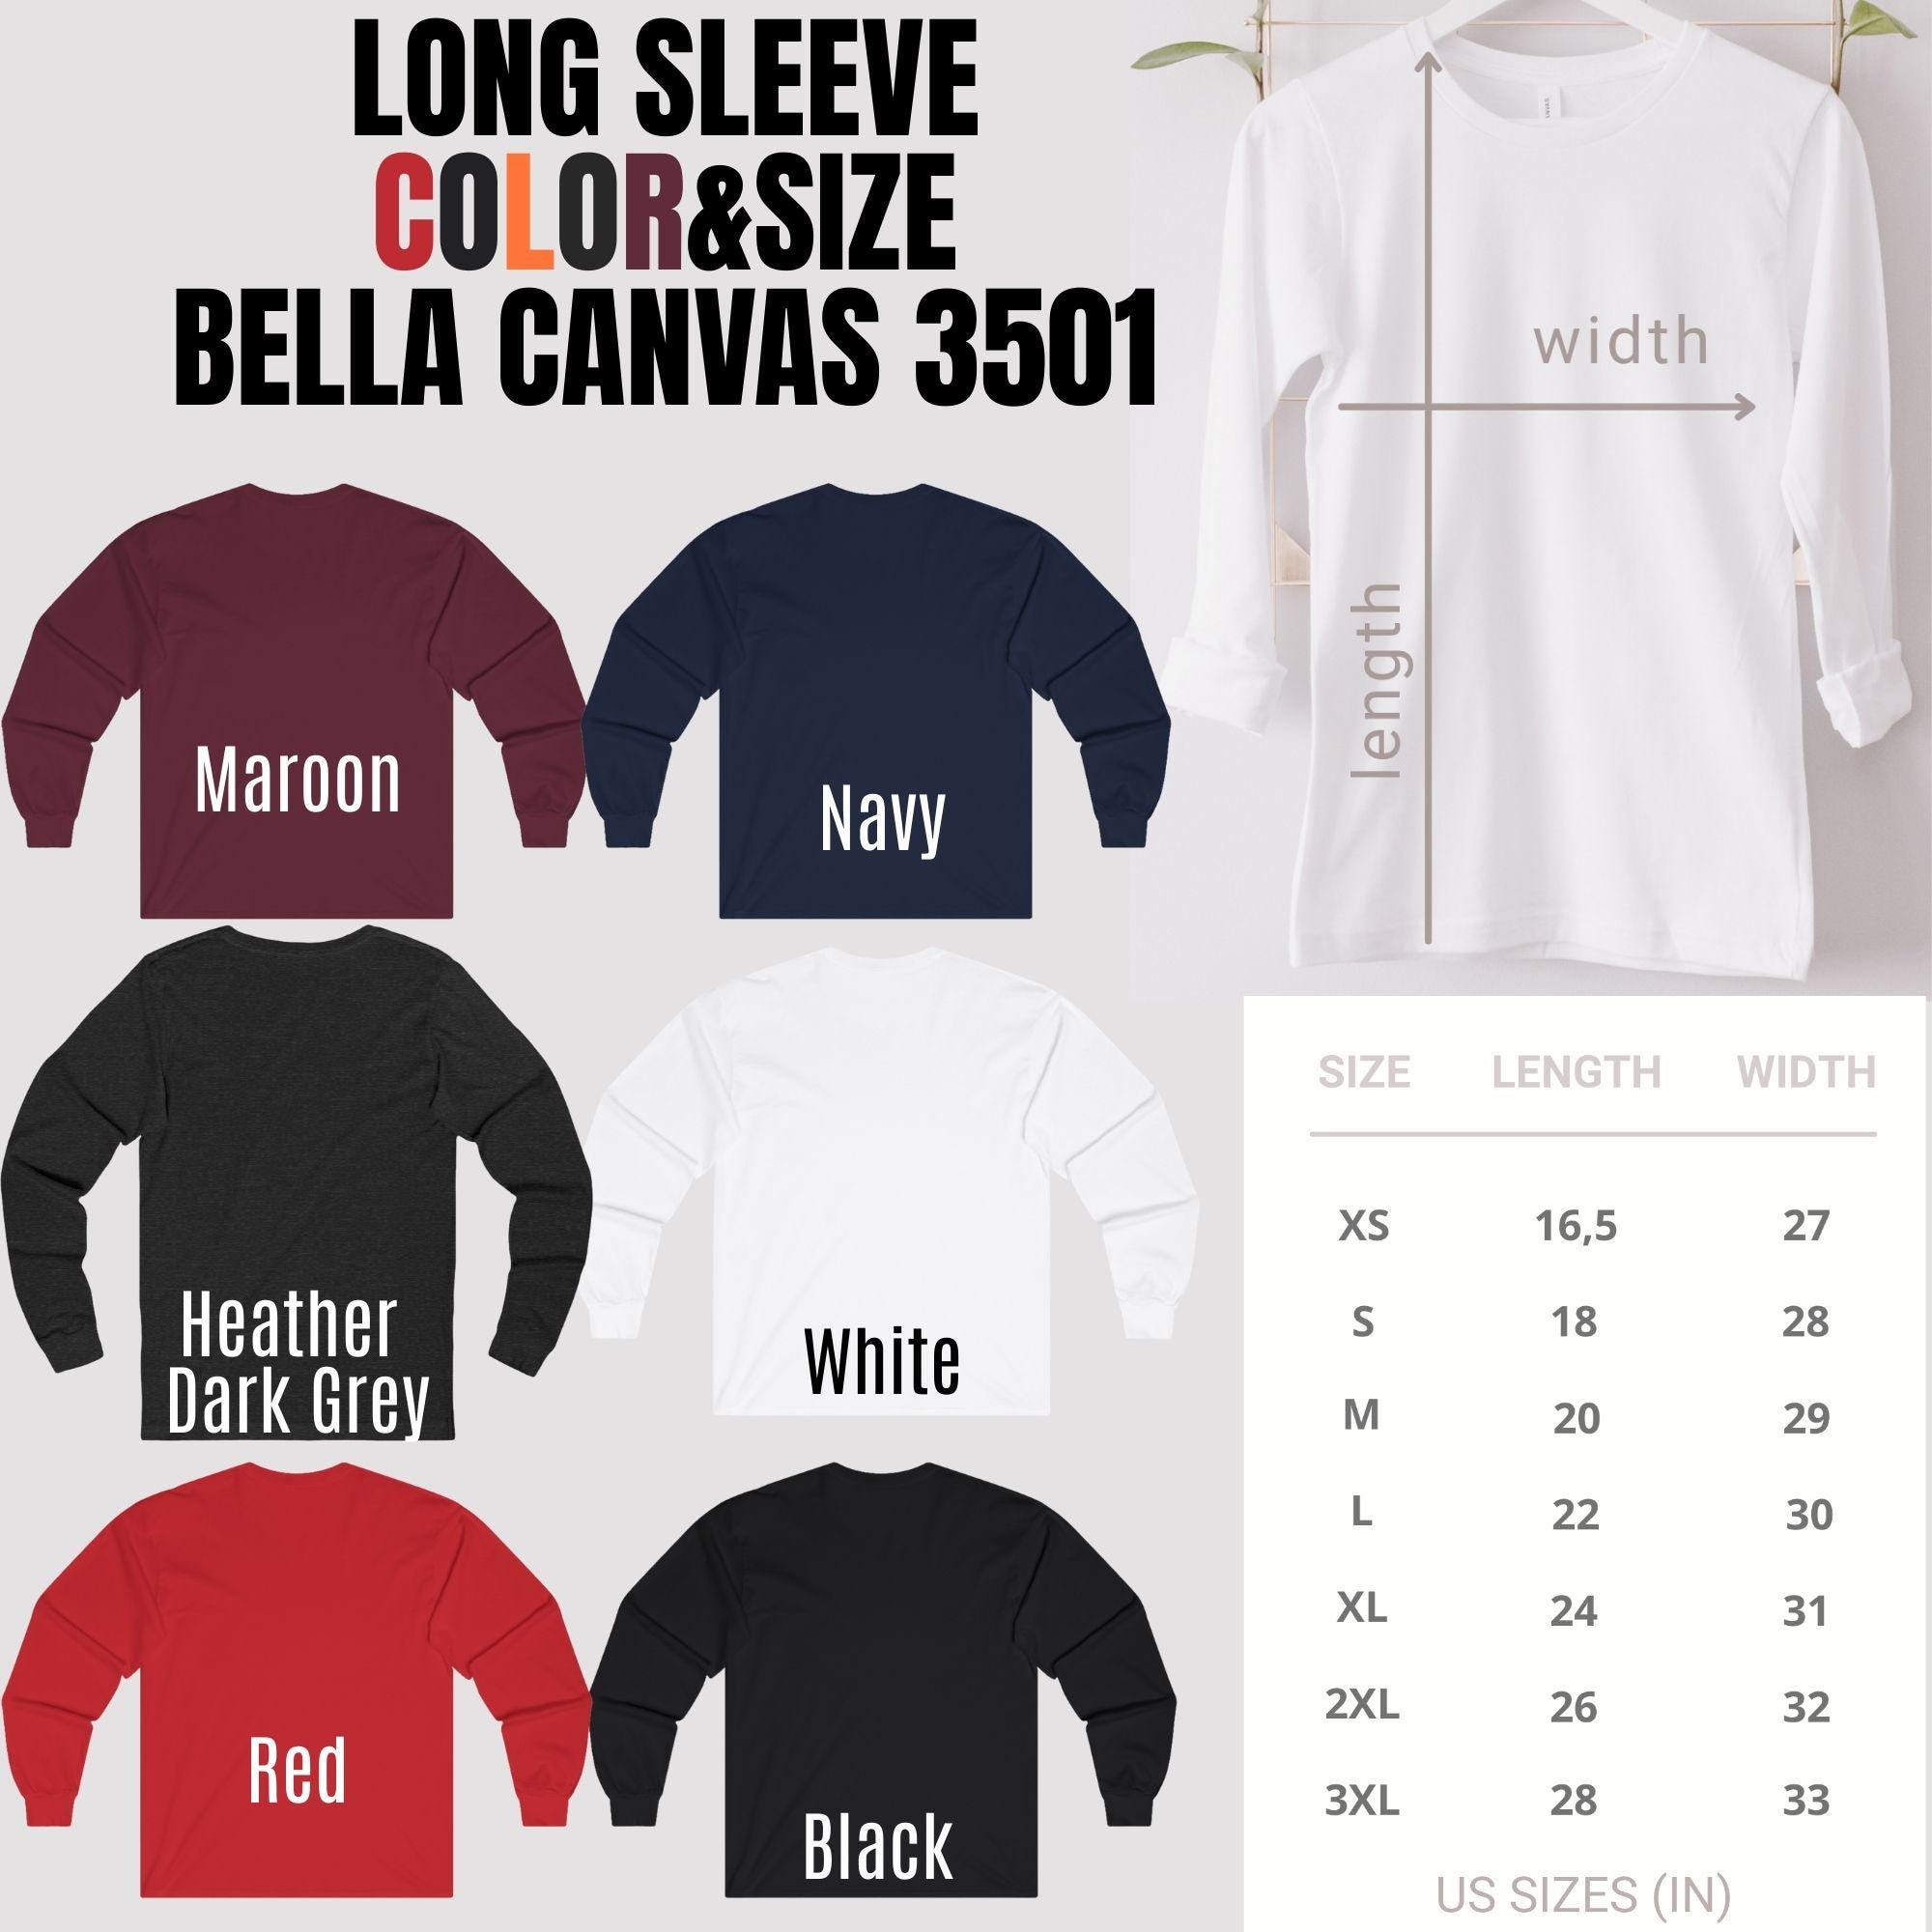 LONG SLEEVE
COLOR&SIZE
BELLA CANVAS 3501
width
length
Maroon
Navy
Heather
Dark Grey
White
Red
Black
SIZE LENGTH WIDTH
XS 16,5 27
S 18 28
M 20 29
L 22 30
XL 24 31
2XL 26 32
3XL 28 33
US SIZES (IN)